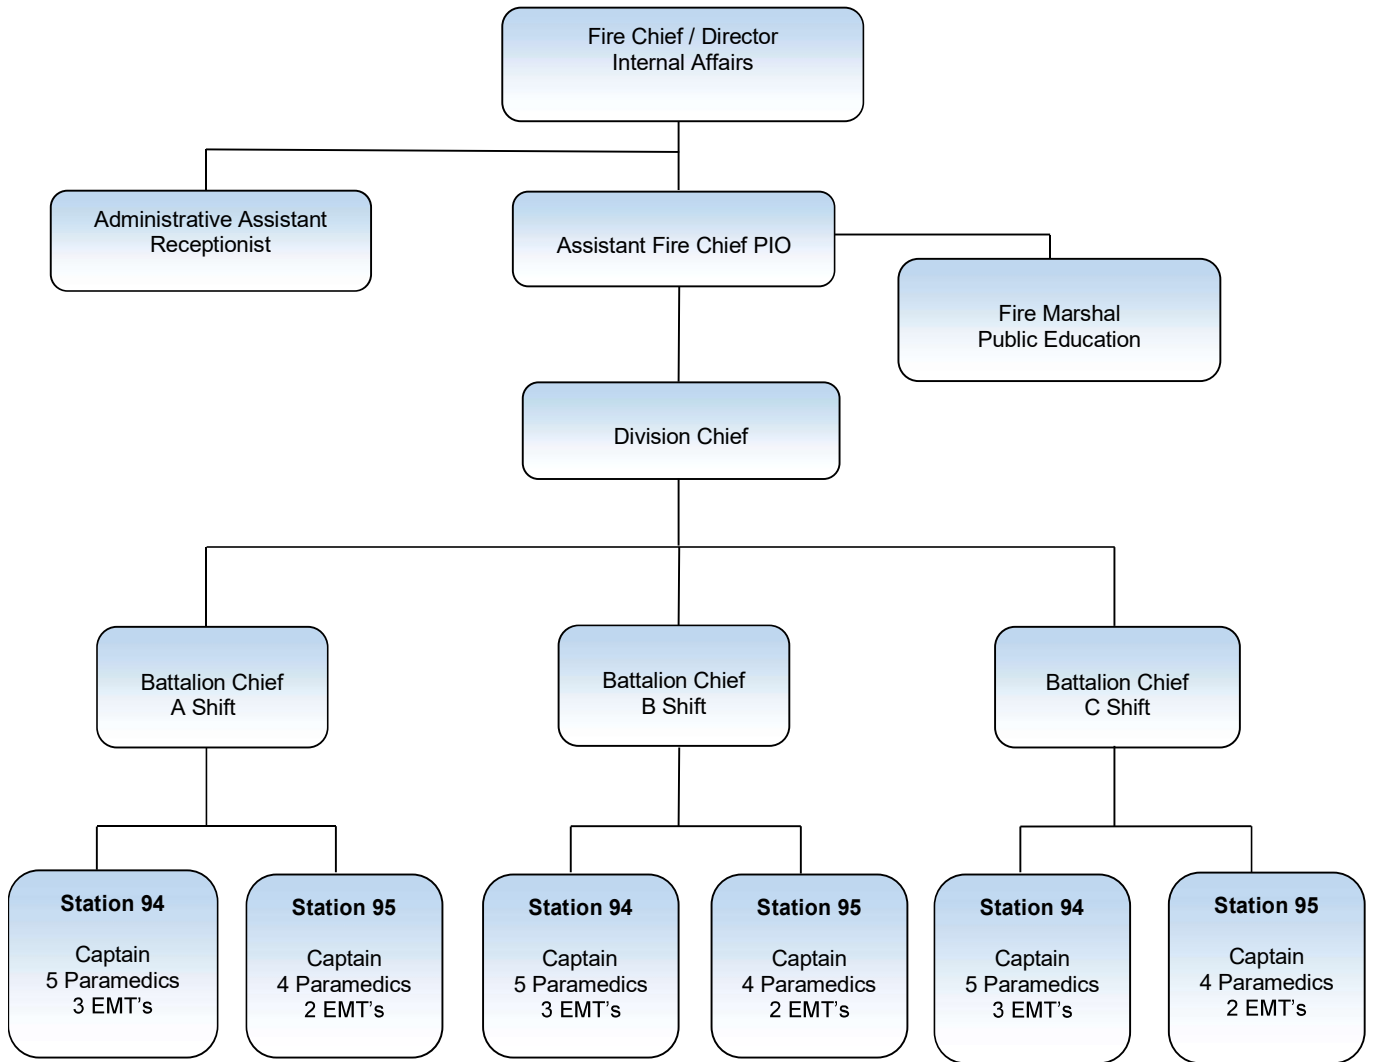 Fire Chief / Director
Internal Affairs
Administrative Assistant
Receptionist
Assistant Fire Chief PIO
Fire Marshal
Public Education
Division Chief
Battalion Chief
A Shift
Battalion Chief
B Shift
Battalion Chief
C Shift
Station 94
Captain
5 Paramedics
3 EMT’s
Station 95
Captain
4 Paramedics
2 EMT’s
Station 94
Captain
5 Paramedics
3 EMT’s
Station 95
Captain
4 Paramedics
2 EMT’s
Station 94
Captain
5 Paramedics
3 EMT’s
Station 95
Captain
4 Paramedics
2 EMT’s